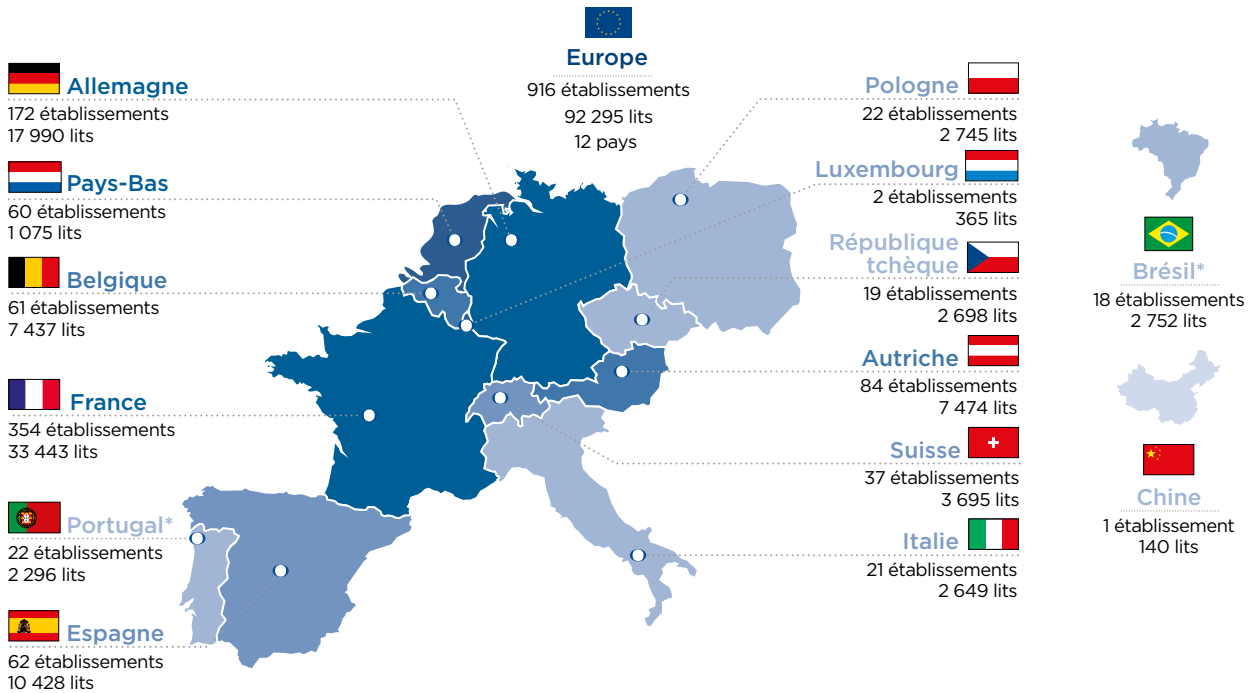 Europe
916 établissements
92 295 lits
12 pays
Allemagne
172 établissements
17 990 lits
Pays-Bas
60 établissements
1 075 lits
Belgique
61 établissements
7 437 lits
France
354 établissements
33 443 lits
Portugal*
22 établissements
2 296 lits
Espagne
62 établissements
10 428 lits
Pologne
22 établissements
2 745 lits
Luxembourg
2 établissements
365 lits
République
tchèque
19 établissements
2 698 lits
Autriche
84 établissements
7 474 lits
Suisse
37 établissements
3 695 lits
Italie
21 établissements
2 649 lits
Brésil*
18 établissements
2 752 lits
Chine
1 établissement
140 lits